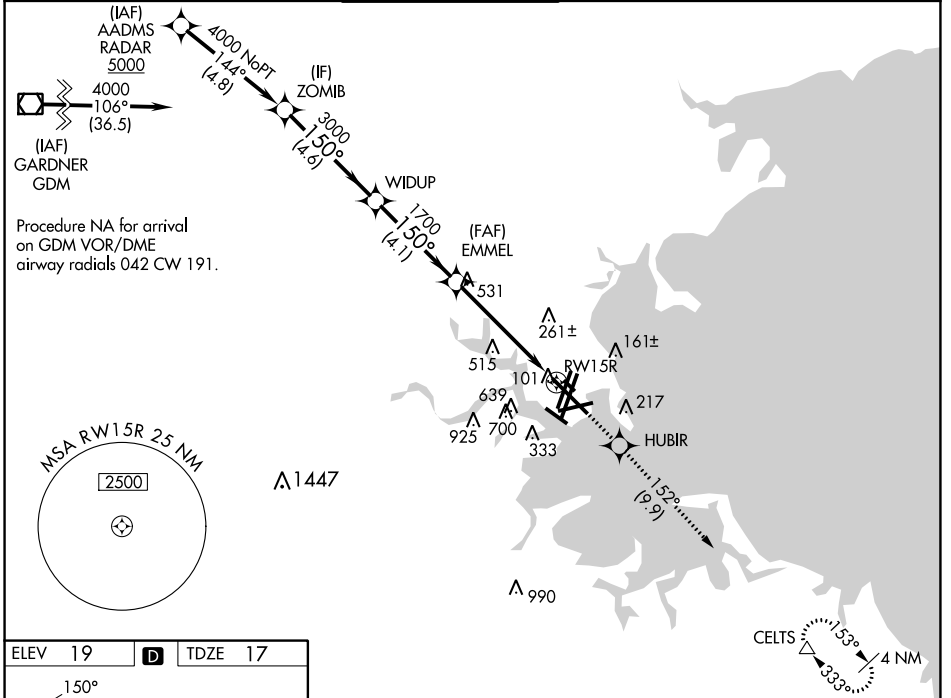 (IAF)
AADMS
RADAR
5000
4000 NoPT
144°
(4.8)
(IF)
ZOMIB
4000
106°
(36.5)
(IAF)
GARDNER
GDM
3000
150°
(4.6)
WIDUP
1700
150°
(4.1)
(FAF)
EMMEL
Procedure NA for arrival
on GDM VOR/DME
airway radials 042 CW 191.
531
261±
515
161±
RW15R
101
639
217
925
700
333
HUBIR
MSA RW15R 25 NM
2500
1447
152°
(9.9)
990
CELTS
153°
4 NM
333°
ELEV 19 D TDZE 17
150°